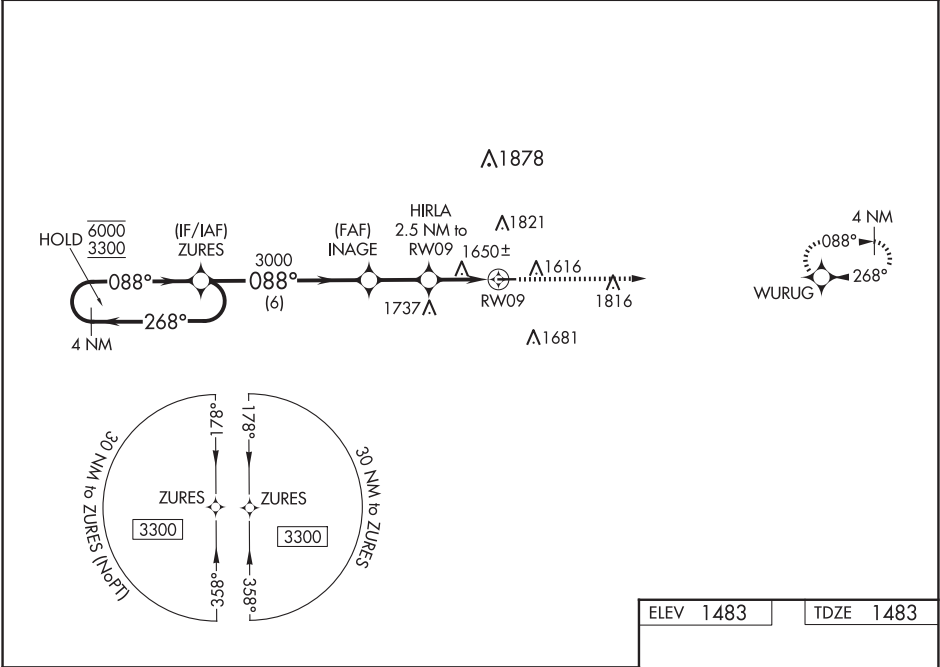 1878
HIRLA
2.5 NM to
RW09
1821
1650±
(FAF)
INAGE
(IF/IAF)
ZURES
HOLD
6000
3300
088°
3000
088°
(6)
268°
4 NM
1737
RW09
1616
1816
1681
4 NM
088°
268°
WURUG
30 NM to ZURES (NoPT)
178°
ZURES
3300
358°
178°
ZURES
3300
358°
30 NM to ZURES
ELEV 1483
TDZE 1483